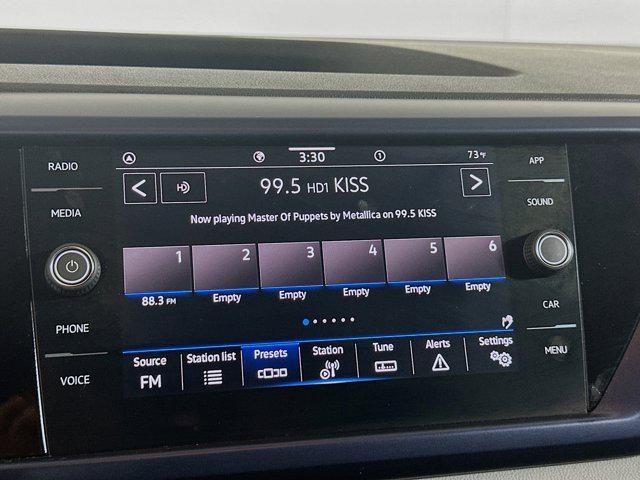 RADIO
MEDIA
PHONE
VOICE
3:30
1
73°F
HD
99.5 HD1 KISS
Now playing Master Of Puppets by Metallica on 99.5 KISS
1 2 3 4 5 6
88.3 FM Empty Empty Empty Empty Empty
Source Station list Presets Station Tune Alerts Settings
FM
APP
SOUND
CAR
MENU